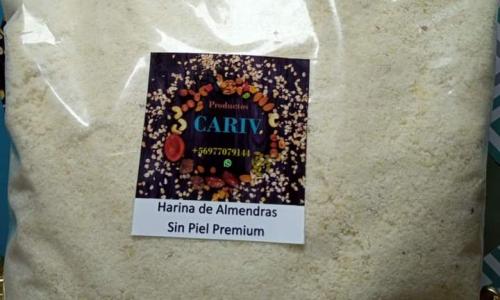 Productos
CARIV
+56977079144
Harina de Almendras
Sin Piel Premium